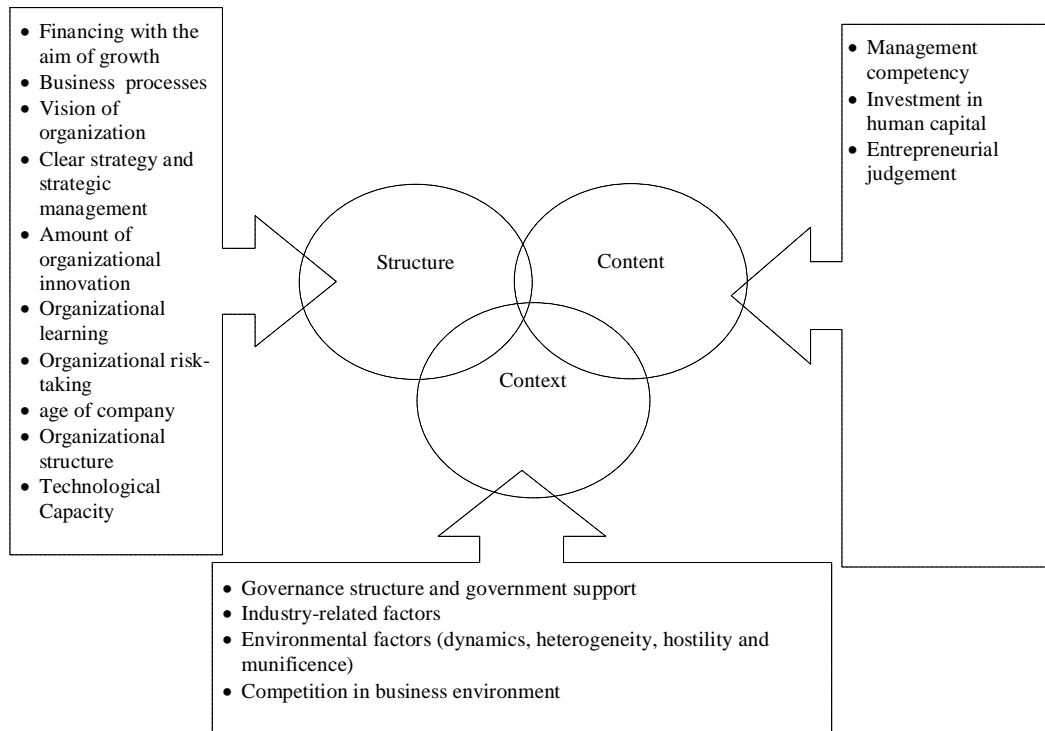 • Financing with the
aim of growth
• Business processes
• Vision of
organization
• Clear strategy and
strategic
management
• Amount of
organizational
innovation
• Organizational
learning
• Organizational risk-
taking
• age of company
• Organizational
structure
• Technological
Capacity
Structure
Content
Context
• Management
competency
• Investment in
human capital
• Entrepreneurial
judgement
• Governance structure and government support
• Industry-related factors
• Environmental factors (dynamics, heterogeneity, hostility and
munificence)
• Competition in business environment